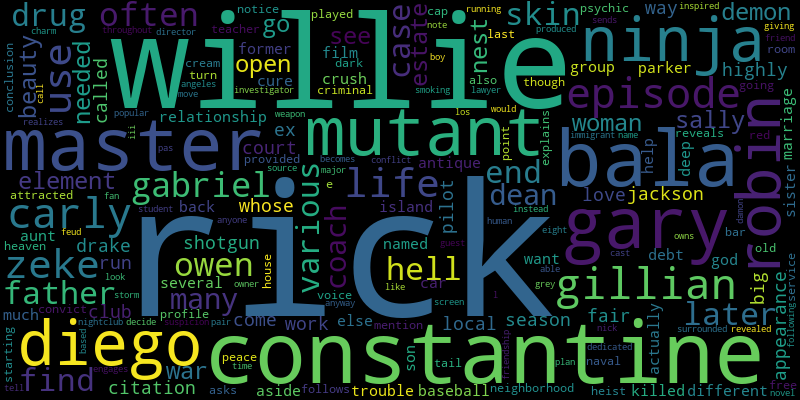 drug often willie case skin psychic way demon
notice played cap running inspired
charm throughout director teacher note sends friend
go see nest ninja
former boy last produced giving room
conclusion beauty use needed called open film dark estate also though group parker highly
cream turn cure crush
call angeles move criminal smoking lawyer
popular investigator los would
realizes iii weapon point explains immigrant name
relationship ex episode woman sally reveals going red marriage
master mutant bala robin
pas court provided antique help deep
source becomes conflict major e
element gabriel life end dean love jackson sister
attracted fan student back anyone island human instead eight damon
carly whose various coach pilot gary bar
aunt feud rick named guest want able cast owns old
heaven drake shotgun debt god
zeke run owen hell gillian big
look storm several owner house voice car grey
father many profile like screen i
much convict club anyway mention season fair later appearance service following
starting nightclub decide suspicion pair come work else local nick surrounded revealed
diego constantine actually
based peace son tail friendship dedicated naval
find engages war time plan free
tell citation asks aside follows trouble baseball neighborhood heist killed different novel